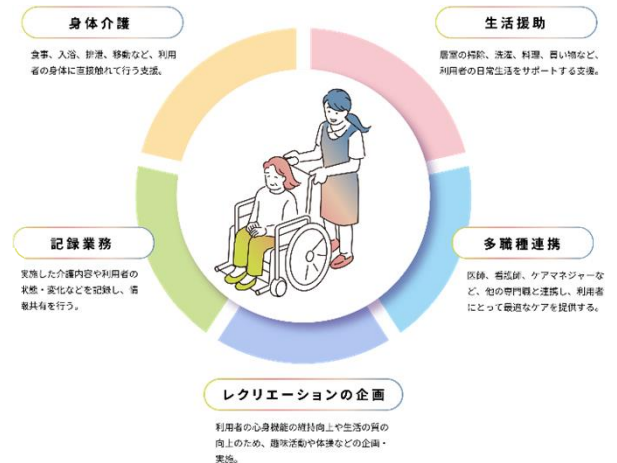 身体介護
食事、入浴、排泄、移動など、利用
者の身体に直接触れて行う支援。
生活援助
居室の掃除、洗濯、料理、買い物など、
利用者の日常生活をサポートする支援。
記録業務
実施した介護内容や利用者の
状態・変化などを記録し、情
報共有を行う。
多職種連携
医師、看護師、ケアマネジャーな
ど、他の専門職と連携し、利用者
にとって最適なケアを提供する。
レクリエーションの企画
利用者の心身機能の維持向上や生活の質の
向上のため、趣味活動や体操などの企画・
実施。